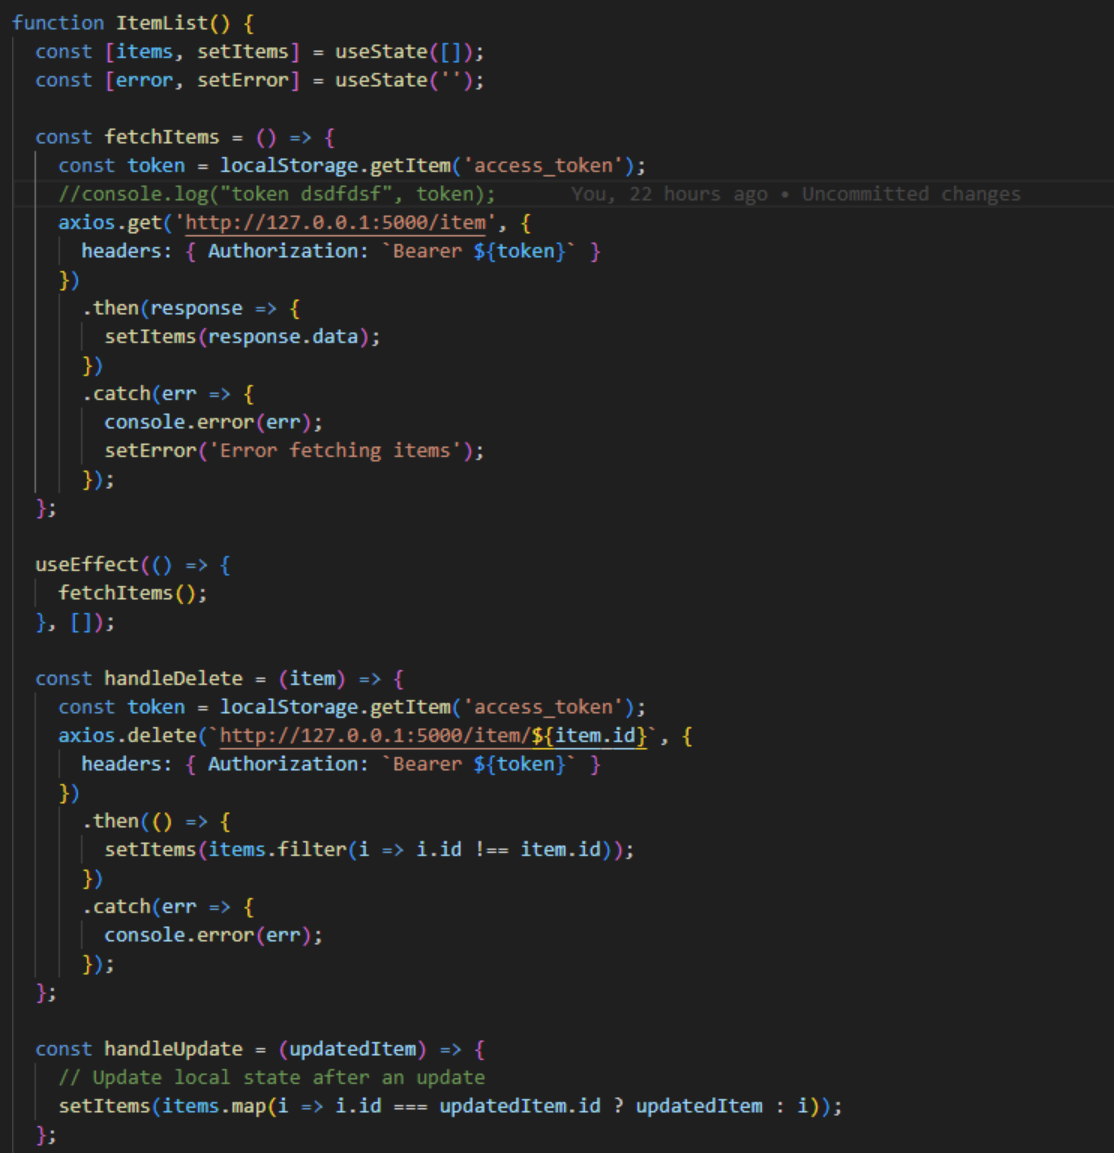 function ItemList() {
  const [items, setItems] = useState([]);
  const [error, setError] = useState('');

  const fetchItems = () => {
    const token = localStorage.getItem('access_token');
    //console.log("token dsdfdsf", token);       You, 22 hours ago • Uncommitted changes
    axios.get('http://127.0.0.1:5000/item', {
      headers: { Authorization: `Bearer ${token}` }
    })
      .then(response => {
        setItems(response.data);
      })
      .catch(err => {
        console.error(err);
        setError('Error fetching items');
      });
  };

  useEffect(() => {
    fetchItems();
  }, []);

  const handleDelete = (item) => {
    const token = localStorage.getItem('access_token');
    axios.delete(`http://127.0.0.1:5000/item/${item.id}`, {
      headers: { Authorization: `Bearer ${token}` }
    })
      .then(() => {
        setItems(items.filter(i => i.id !== item.id));
      })
      .catch(err => {
        console.error(err);
      });
  };

  const handleUpdate = (updatedItem) => {
    // Update local state after an update
    setItems(items.map(i => i.id === updatedItem.id ? updatedItem : i));
  };